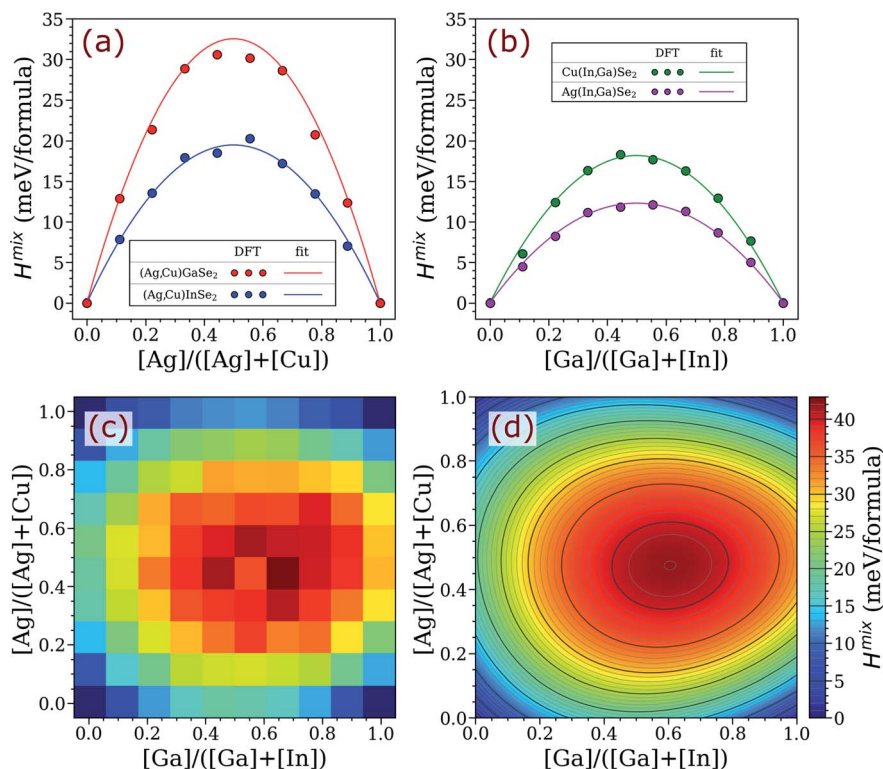 (a)
H^mix (meV/formula)
35
30
25
20
15
10
5
0
DFT fit
(Ag,Cu)GaSe₂
(Ag,Cu)InSe₂
0.0 0.2 0.4 0.6 0.8 1.0
[Ag]/([Ag]+[Cu])
(b)
H^mix (meV/formula)
35
30
25
20
15
10
5
0
DFT fit
Cu(In,Ga)Se₂
Ag(In,Ga)Se₂
0.0 0.2 0.4 0.6 0.8 1.0
[Ga]/([Ga]+[In])
(c)
[Ag]/([Ag]+[Cu])
1.0
0.8
0.6
0.4
0.2
0.0
0.0 0.2 0.4 0.6 0.8 1.0
[Ga]/([Ga]+[In])
(d)
[Ag]/([Ag]+[Cu])
1.0
0.8
0.6
0.4
0.2
0.0
0.0 0.2 0.4 0.6 0.8 1.0
[Ga]/([Ga]+[In])
40
35
30
25
20
15
10
5
0
H^mix (meV/formula)